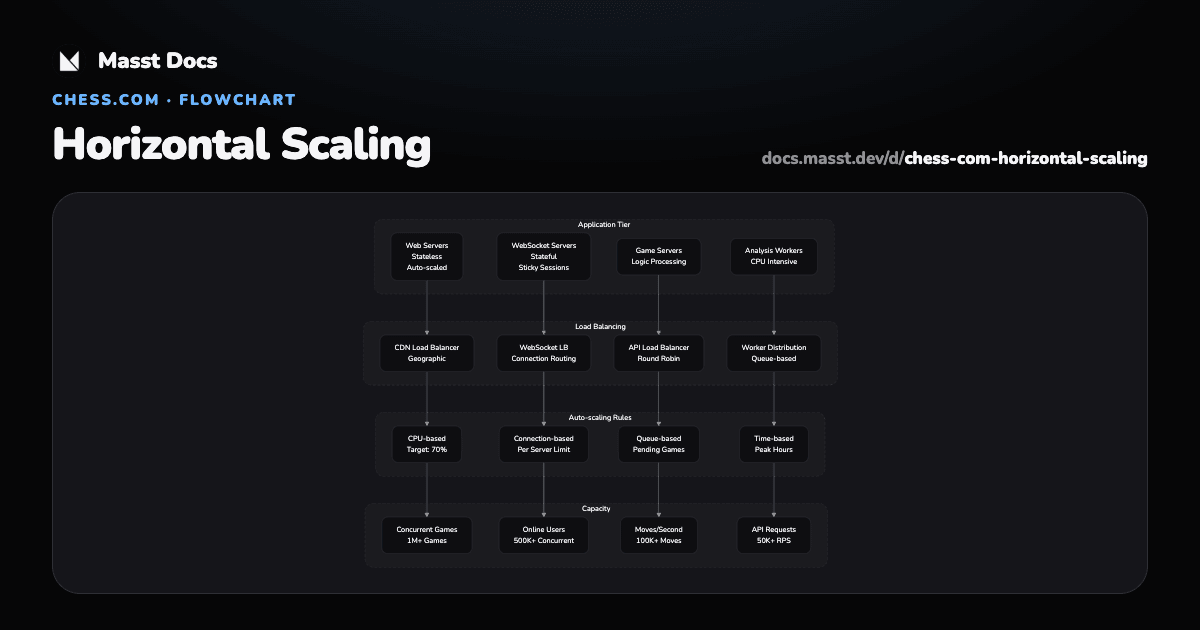 Masst Docs
CHESS.COM · FLOWCHART
Horizontal Scaling
docs.masst.dev/d/chess-com-horizontal-scaling
Application Tier
Web Servers
Stateless
Auto-scaled
WebSocket Servers
Stateful
Sticky Sessions
Game Servers
Logic Processing
Analysis Workers
CPU Intensive
Load Balancing
CDN Load Balancer
Geographic
WebSocket LB
Connection Routing
API Load Balancer
Round Robin
Worker Distribution
Queue-based
Auto-scaling Rules
CPU-based
Target: 70%
Connection-based
Per Server Limit
Queue-based
Pending Games
Time-based
Peak Hours
Capacity
Concurrent Games
1M+ Games
Online Users
500K+ Concurrent
Moves/Second
100K+ Moves
API Requests
50K+ RPS